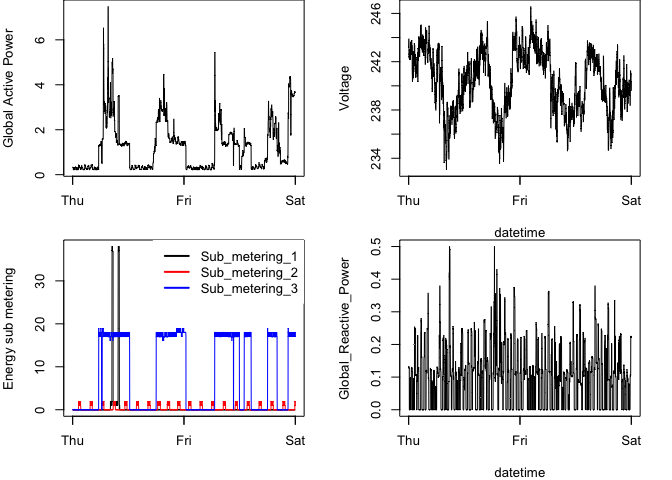 Global Active Power
0 2 4 6
Thu Fri Sat
Voltage
234 238 242 246
Thu Fri Sat
datetime
Energy sub metering
0 10 20 30
Sub_metering_1
Sub_metering_2
Sub_metering_3
Thu Fri Sat
Global_Reactive_Power
0.0 0.1 0.2 0.3 0.4 0.5
Thu Fri Sat
datetime